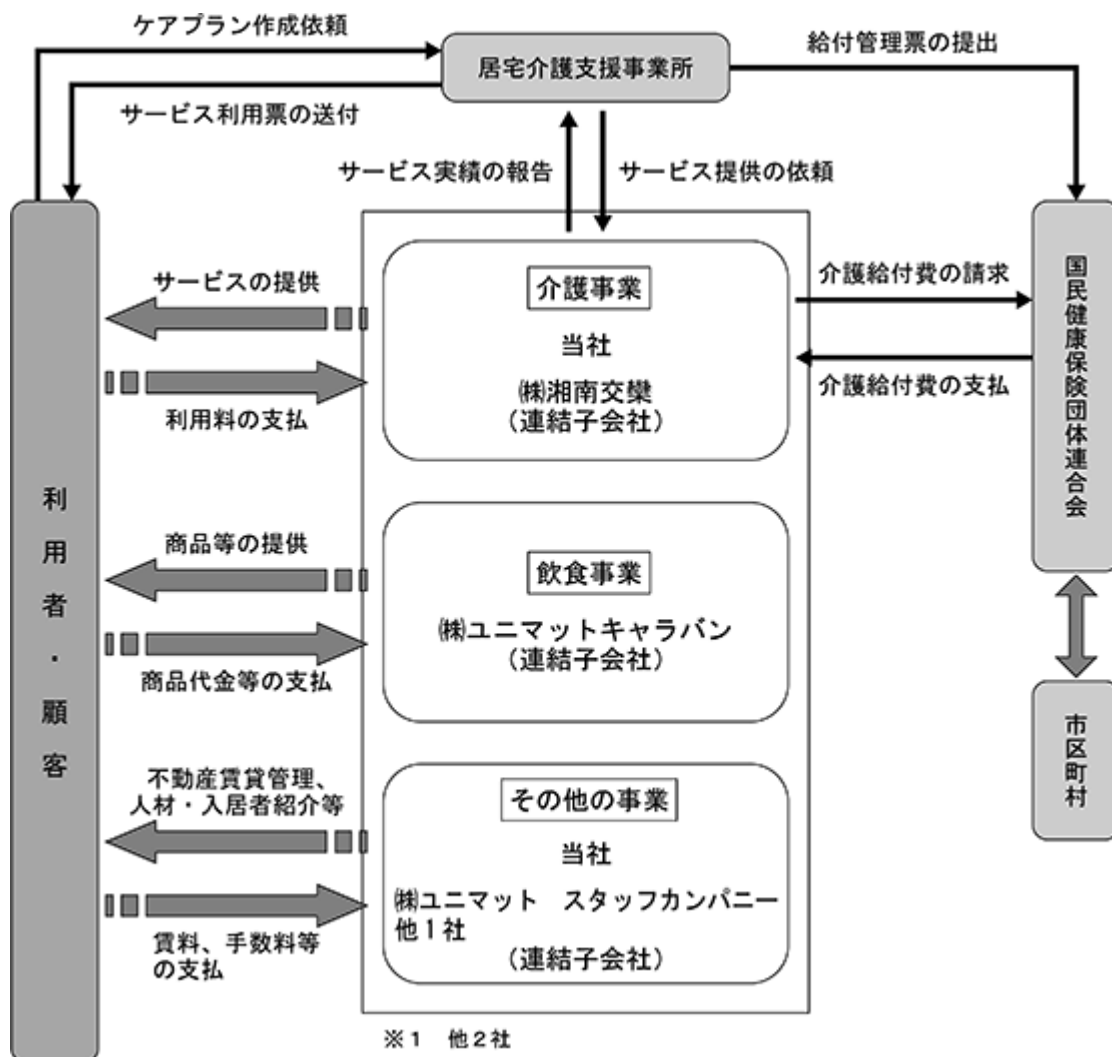 ケアプラン作成依頼
居宅介護支援事業所
給付管理票の提出
サービス利用票の送付
サービス実績の報告
サービス提供の依頼
利用者・顧客
サービスの提供
利用料の支払
介護事業
当社
㈱湘南交欒
(連結子会社)
介護給付費の請求
介護給付費の支払
国民健康保険団体連合会
市区町村
商品等の提供
商品代金等の支払
飲食事業
㈱ユニマットキャラバン
(連結子会社)
不動産賃貸管理、
人材・入居者紹介等
賃料、手数料等
の支払
その他の事業
当社
㈱ユニマット　スタッフカンパニー
他1社
(連結子会社)
※1　他2社